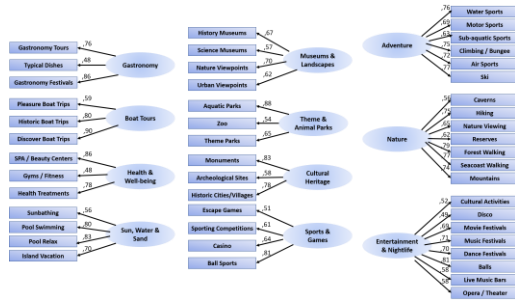 Gastronomy Tours
,76
Typical Dishes
,48
Gastronomy Festivals
,86
Gastronomy
Pleasure Boat Trips
,59
Historic Boat Trips
,80
Discover Boat Trips
,90
Boat Tours
SPA / Beauty Centers
,86
Gyms / Fitness
,48
Health Treatments
,78
Health &
Well-being
Sunbathing
,56
Pool Swimming
,80
Pool Relax
,83
Island Vacation
,70
Sun, Water &
Sand
History Museums
,67
Science Museums
,57
Nature Viewpoints
,70
Urban Viewpoints
,62
Museums &
Landscapes
Aquatic Parks
,88
Zoo
,54
Theme Parks
,65
Theme &
Animal Parks
Monuments
,83
Archeological Sites
,58
Historic Cities/Villages
,78
Cultural
Heritage
Escape Games
,51
Sporting Competitions
,61
Casino
,64
Ball Sports
,81
Sports &
Games
Adventure
,76
Water Sports
,69
Motor Sports
Sub-aquatic Sports
,75
Climbing / Bungee
,72
Air Sports
,77
Ski
Nature
Caverns
,75
Hiking
,65
Nature Viewing
,62
Reserves
,79
Forest Walking
,77
Seacoast Walking
,74
Mountains
Entertainment
& Nightlife
,52
Cultural Activities
,49
Disco
,69
Movie Festivals
,71
Music Festivals
,70
Dance Festivals
,81
Balls
,58
Live Music Bars
,58
Opera / Theater